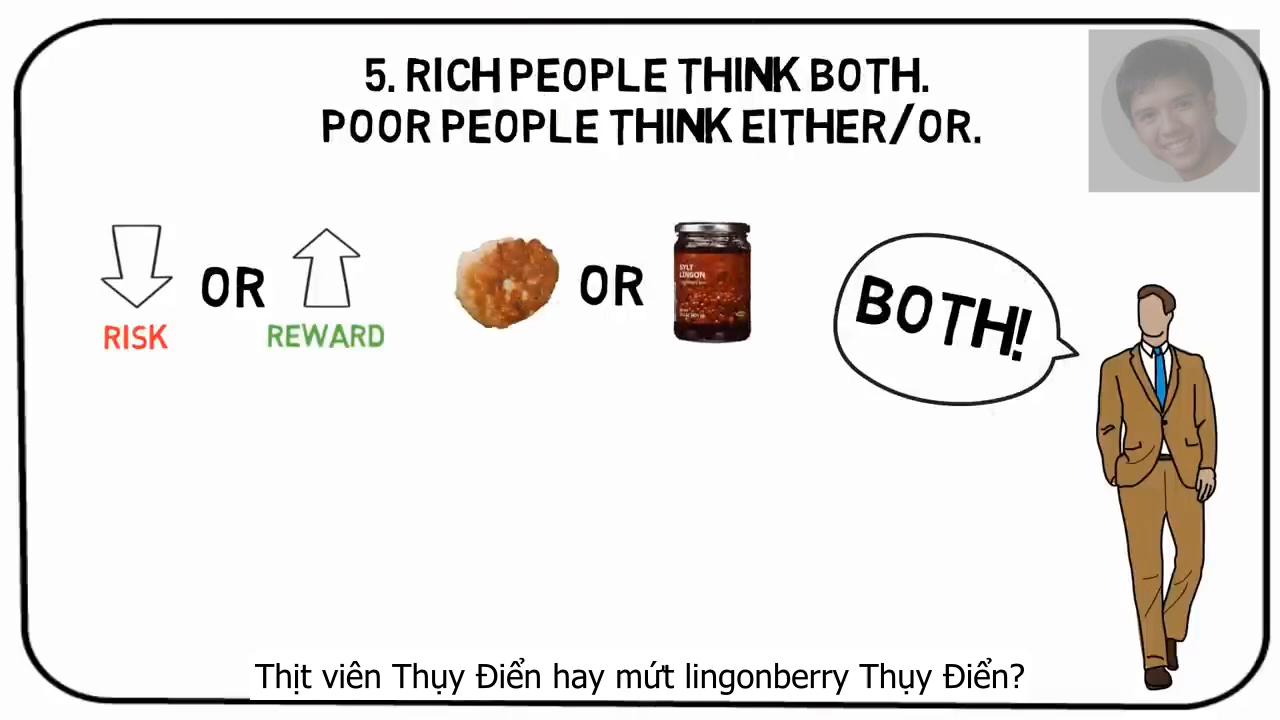 5. RICH PEOPLE THINK BOTH.
POOR PEOPLE THINK EITHER/OR.
OR
RISK
REWARD
OR
SYLT
LINGON
BOTH!
Thịt viên Thụy Điển hay mứt lingonberry Thụy Điển?